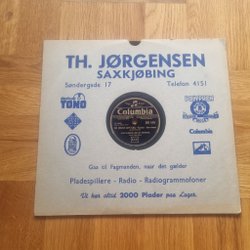 TH. JØRGENSEN
SAXKJØBING
Søndergade 17 Telefon 4151
TONO
Columbia
Columbia
Gaa til Fagmanden, naar det gælder
Pladespillere - Radio - Radiogrammofoner
Vi har altid 2000 Plader paa Lager.